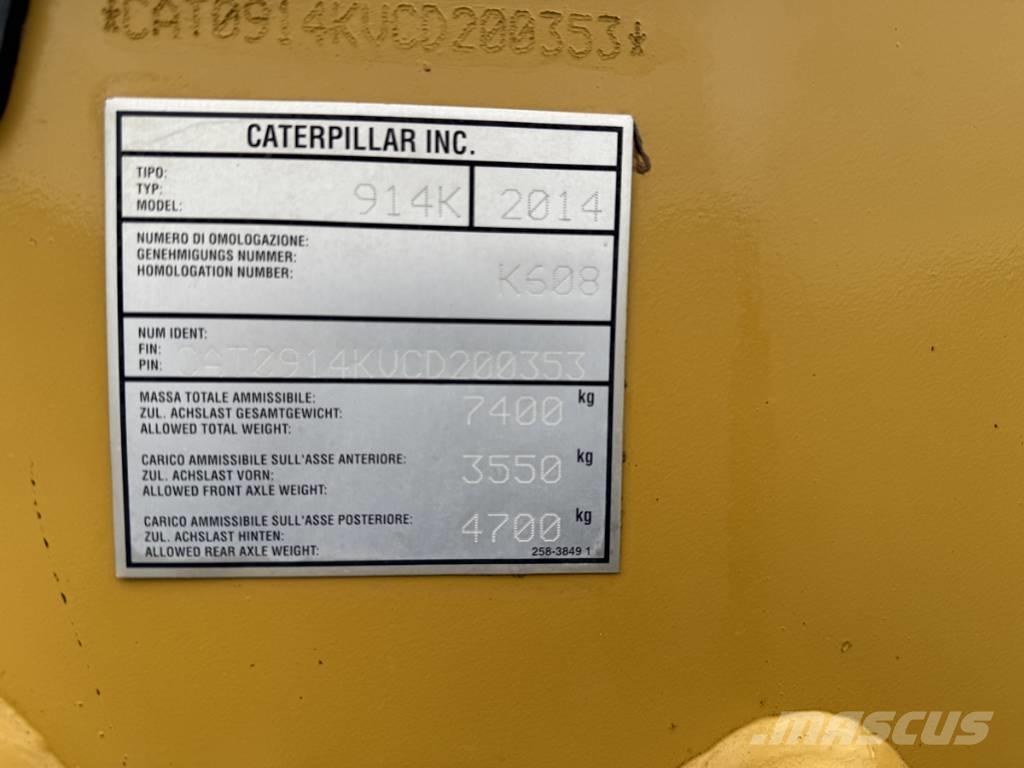 *CAT0914KVCD200353*
CATERPILLAR INC.
TIPO:
TYP:
MODEL: 914K 2014
NUMERO DI OMOLOGAZIONE:
GENEHMIGUNGS NUMMER:
HOMOLOGATION NUMBER: K608
NUM IDENT:
FIN:
PIN: CAT0914KVCD200353
MASSA TOTALE AMMISSIBILE:
ZUL. ACHSLAST GESAMTGEWICHT: 7400 kg
ALLOWED TOTAL WEIGHT:
CARICO AMMISSIBILE SULL'ASSE ANTERIORE:
ZUL. ACHSLAST VORN: 3550 kg
ALLOWED FRONT AXLE WEIGHT:
CARICO AMMISSIBILE SULL'ASSE POSTERIORE:
ZUL. ACHSLAST HINTEN: 4700 kg
ALLOWED REAR AXLE WEIGHT:
258-3849 1
MASCUS